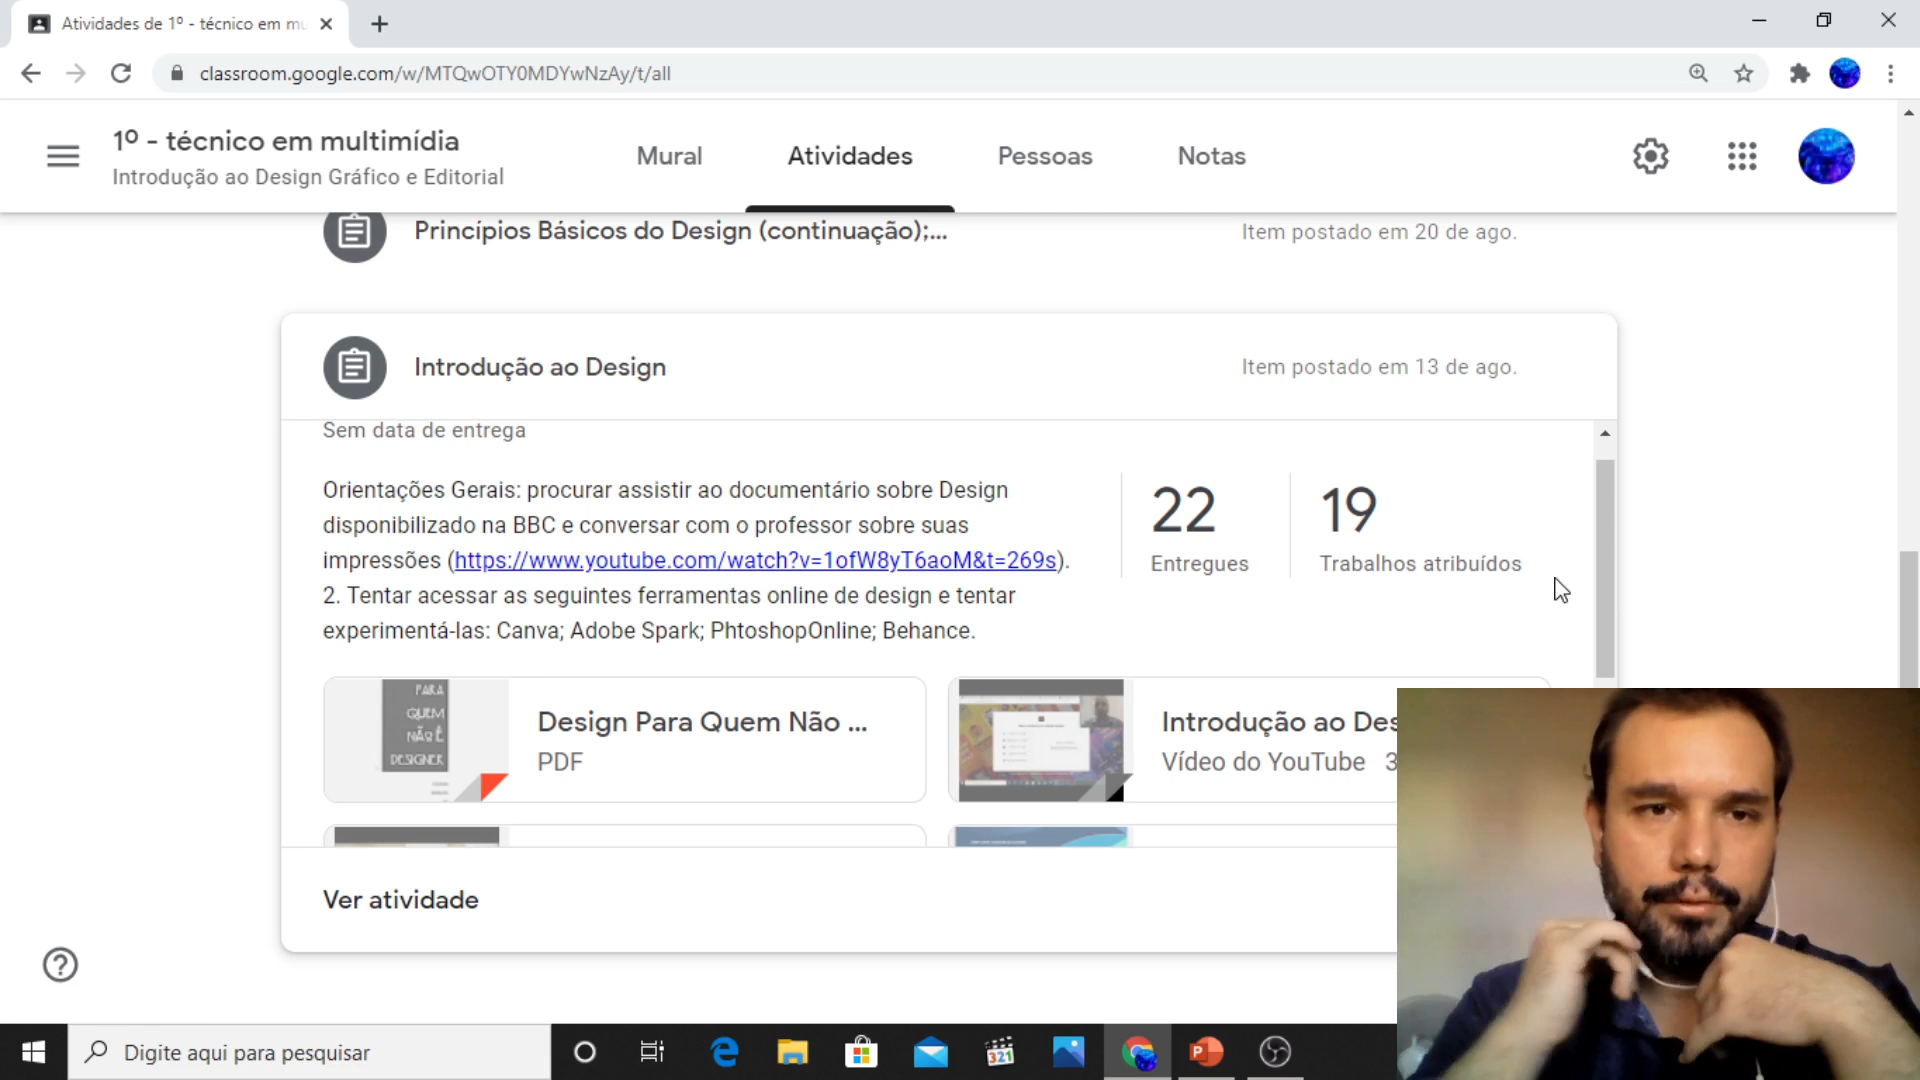 Atividades de 1º - técnico em mu
classroom.google.com/w/MTQwOTY0MDYwNzAy/t/all
1º - técnico em multimídia
Introdução ao Design Gráfico e Editorial
Mural
Atividades
Pessoas
Notas
Princípios Básicos do Design (continuação);...
Item postado em 20 de ago.
Introdução ao Design
Item postado em 13 de ago.
Sem data de entrega
Orientações Gerais: procurar assistir ao documentário sobre Design
disponibilizado na BBC e conversar com o professor sobre suas
impressões (https://www.youtube.com/watch?v=1ofW8yT6aoM&t=269s).
2. Tentar acessar as seguintes ferramentas online de design e tentar
experimentá-las: Canva; Adobe Spark; PhtoshopOnline; Behance.
22
Entregues
19
Trabalhos atribuídos
PARA
QUEM
NÃO É
DESIGNER
Design Para Quem Não ...
PDF
Introdução ao Des
Vídeo do YouTube 3
Ver atividade
Digite aqui para pesquisar
321